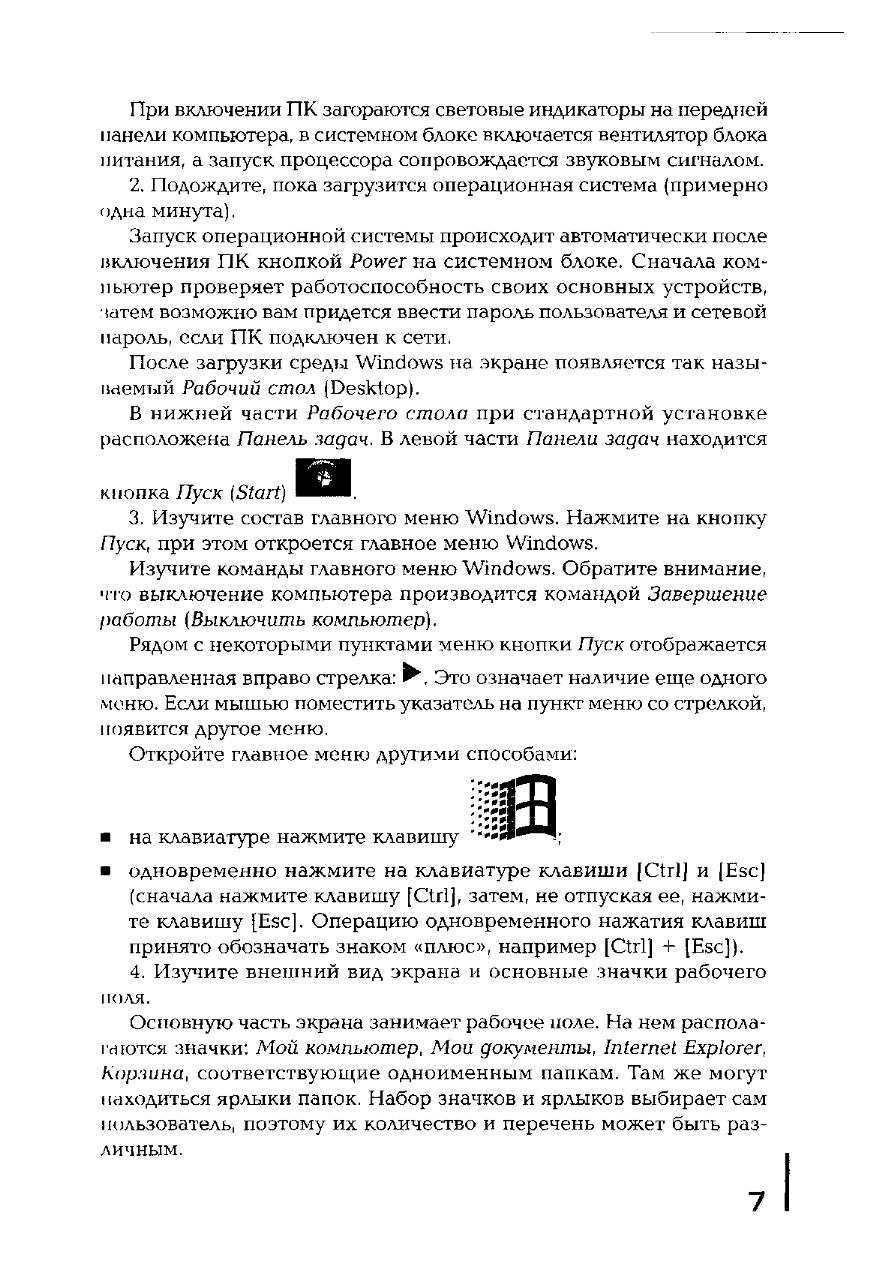 При включении ПК загораются световые индикаторы на передней
панели компьютера, в системном блоке включается вентилятор блока
питания, а запуск процессора сопровождается звуковым сигналом.
2. Подождите, пока загрузится операционная система (примерно
одна минута).
Запуск операционной системы происходит автоматически после
включения ПК кнопкой Power на системном блоке. Сначала ком-
пьютер проверяет работоспособность своих основных устройств,
затем возможно вам придется ввести пароль пользователя и сетевой
пароль, если ПК подключен к сети.
После загрузки среды Windows на экране появляется так назы-
ваемый Рабочий стол (Desktop).
В нижней части Рабочего стола при стандартной установке
расположена Панель задач. В левой части Панели задач находится
кнопка Пуск (Start) .
3. Изучите состав главного меню Windows. Нажмите на кнопку
Пуск, при этом откроется главное меню Windows.
Изучите команды главного меню Windows. Обратите внимание,
что выключение компьютера производится командой Завершение
работы (Выключить компьютер).
Рядом с некоторыми пунктами меню кнопки Пуск отображается
направленная вправо стрелка: ►. Это означает наличие еще одного
меню. Если мышью поместить указатель на пункт меню со стрелкой,
появится другое меню.
Откройте главное меню другими способами:
■ на клавиатуре нажмите клавишу ;
■ одновременно нажмите на клавиатуре клавиши [Ctrl] и [Esc]
(сначала нажмите клавишу [Ctrl], затем, не отпуская ее, нажми-
те клавишу [Esc]. Операцию одновременного нажатия клавиш
принято обозначать знаком «плюс», например [Ctrl] + [Esc]).
4. Изучите внешний вид экрана и основные значки рабочего
поля.
Основную часть экрана занимает рабочее поле. На нем распола-
гаются значки: Мой компьютер, Мои документы, Internet Explorer,
Корзина, соответствующие одноименным папкам. Там же могут
находиться ярлыки папок. Набор значков и ярлыков выбирает сам
пользователь, поэтому их количество и перечень может быть раз-
личным.
7